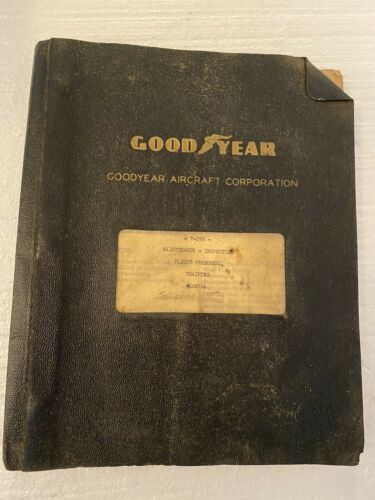 GOODYEAR
GOODYEAR AIRCRAFT CORPORATION
MAINTENANCE - INSPECTION
FLIGHT PERSONNEL
TRAINING
MANUAL